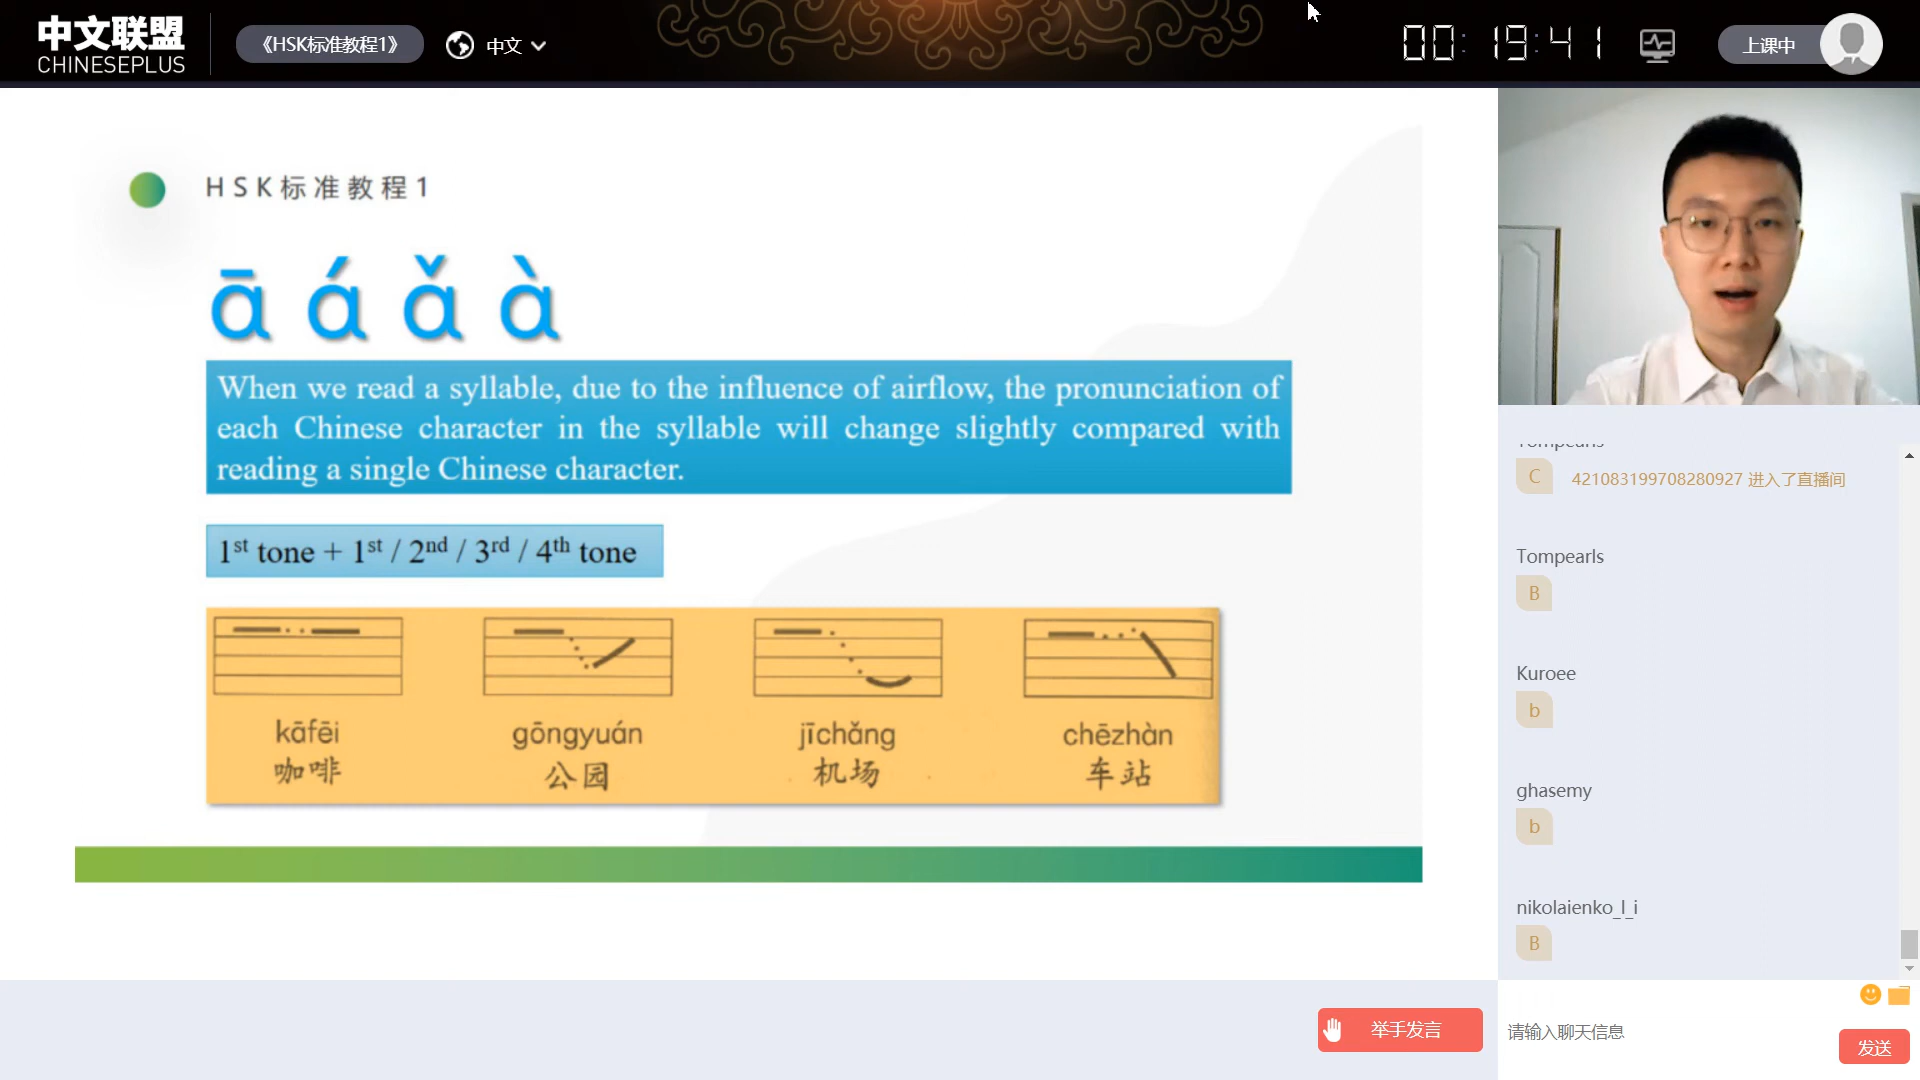 中文联盟
CHINESEPLUS
《HSK标准教程1》
中文
00: 19:41
上课中
HSK标准教程1
ā á ǎ à
When we read a syllable, due to the influence of airflow, the pronunciation of
each Chinese character in the syllable will change slightly compared with
reading a single Chinese character.
1st tone + 1st / 2nd / 3rd / 4th tone
kāfēi gōngyuán jīchǎng chēzhàn
咖啡 公园 机场 车站
Tompearls
C 421083199708280927 进入了直播间
Tompearls
B
Kuroee
b
ghasemy
b
nikolaienko_l_i
B
举手发言
请输入聊天信息
发送